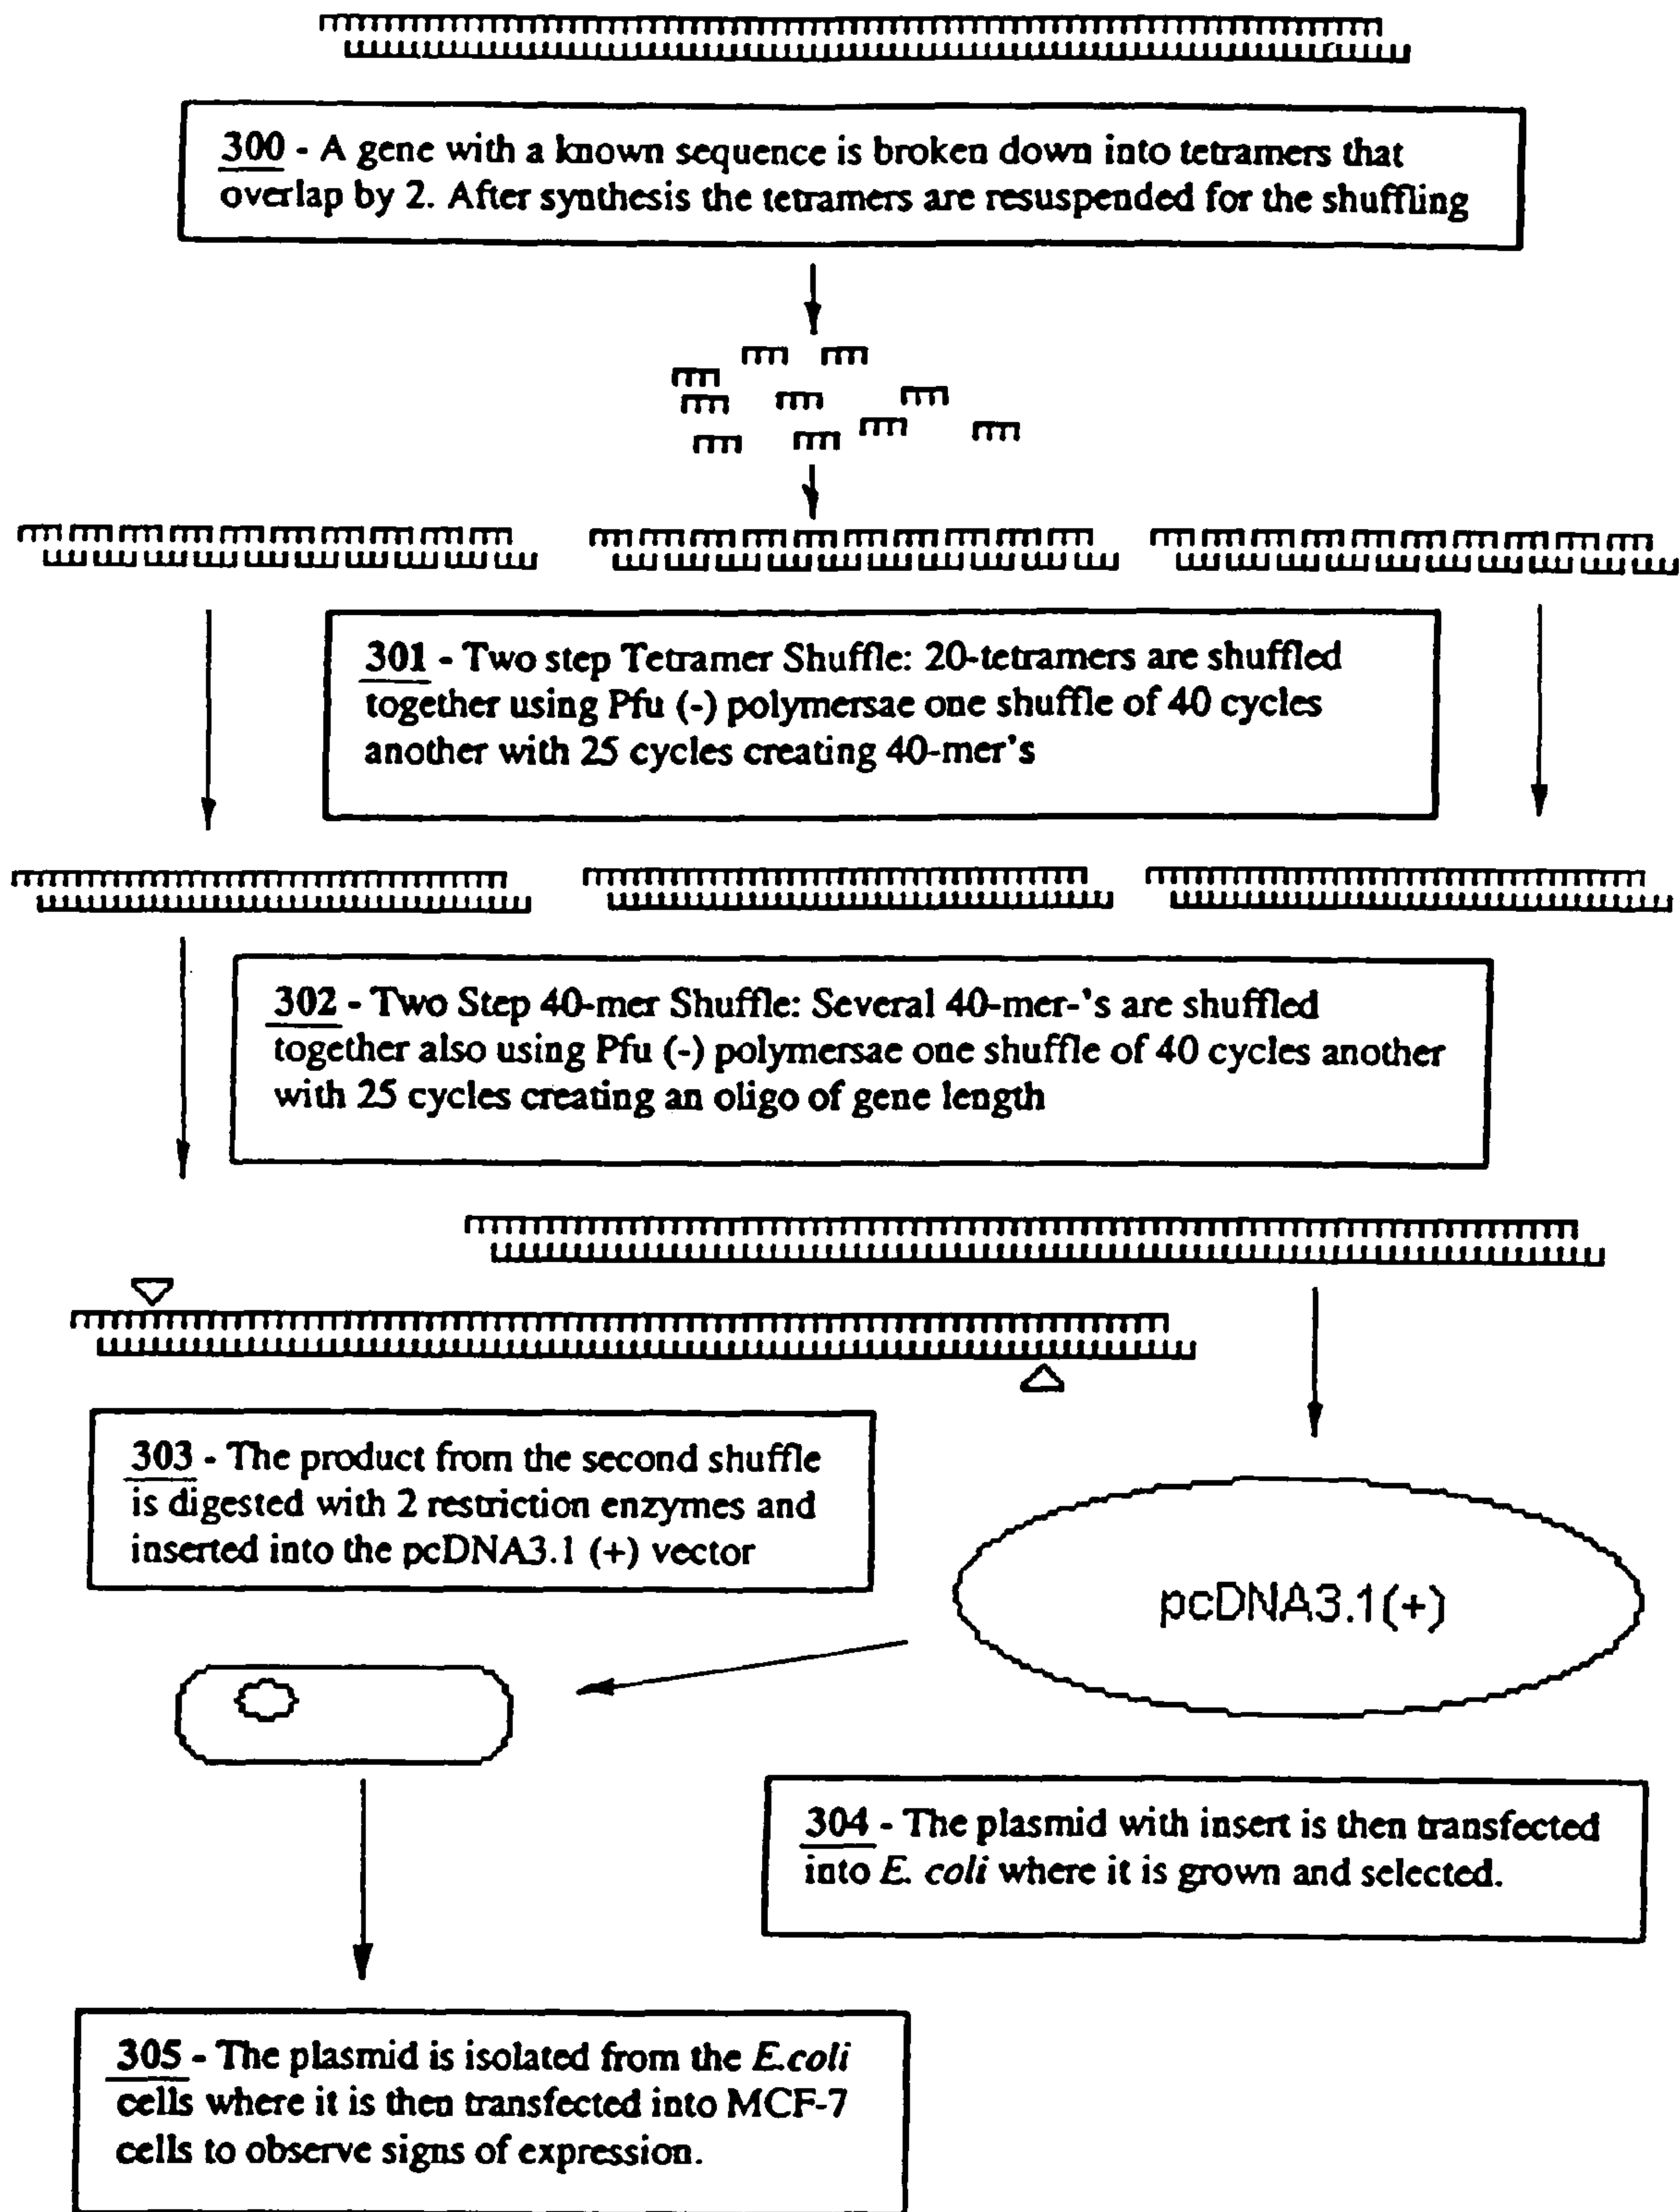 300 - A gene with a known sequence is broken down into tetramers that
overlap by 2. After synthesis the tetramers are resuspended for the shuffling
301 - Two step Tetramer Shuffle: 20-tetramers are shuffled
together using Pfu (-) polymersae one shuffle of 40 cycles
another with 25 cycles creating 40-mer's
302 - Two Step 40-mer Shuffle: Several 40-mer-'s are shuffled
together also using Pfu (-) polymersae one shuffle of 40 cycles another
with 25 cycles creating an oligo of gene length
303 - The product from the second shuffle
is digested with 2 restriction enzymes and
inserted into the pcDNA3.1 (+) vector
pcDNA3.1(+)
304 - The plasmid with insert is then transfected
into E. coli where it is grown and selected.
305 - The plasmid is isolated from the E.coli
cells where it is then transfected into MCF-7
cells to observe signs of expression.